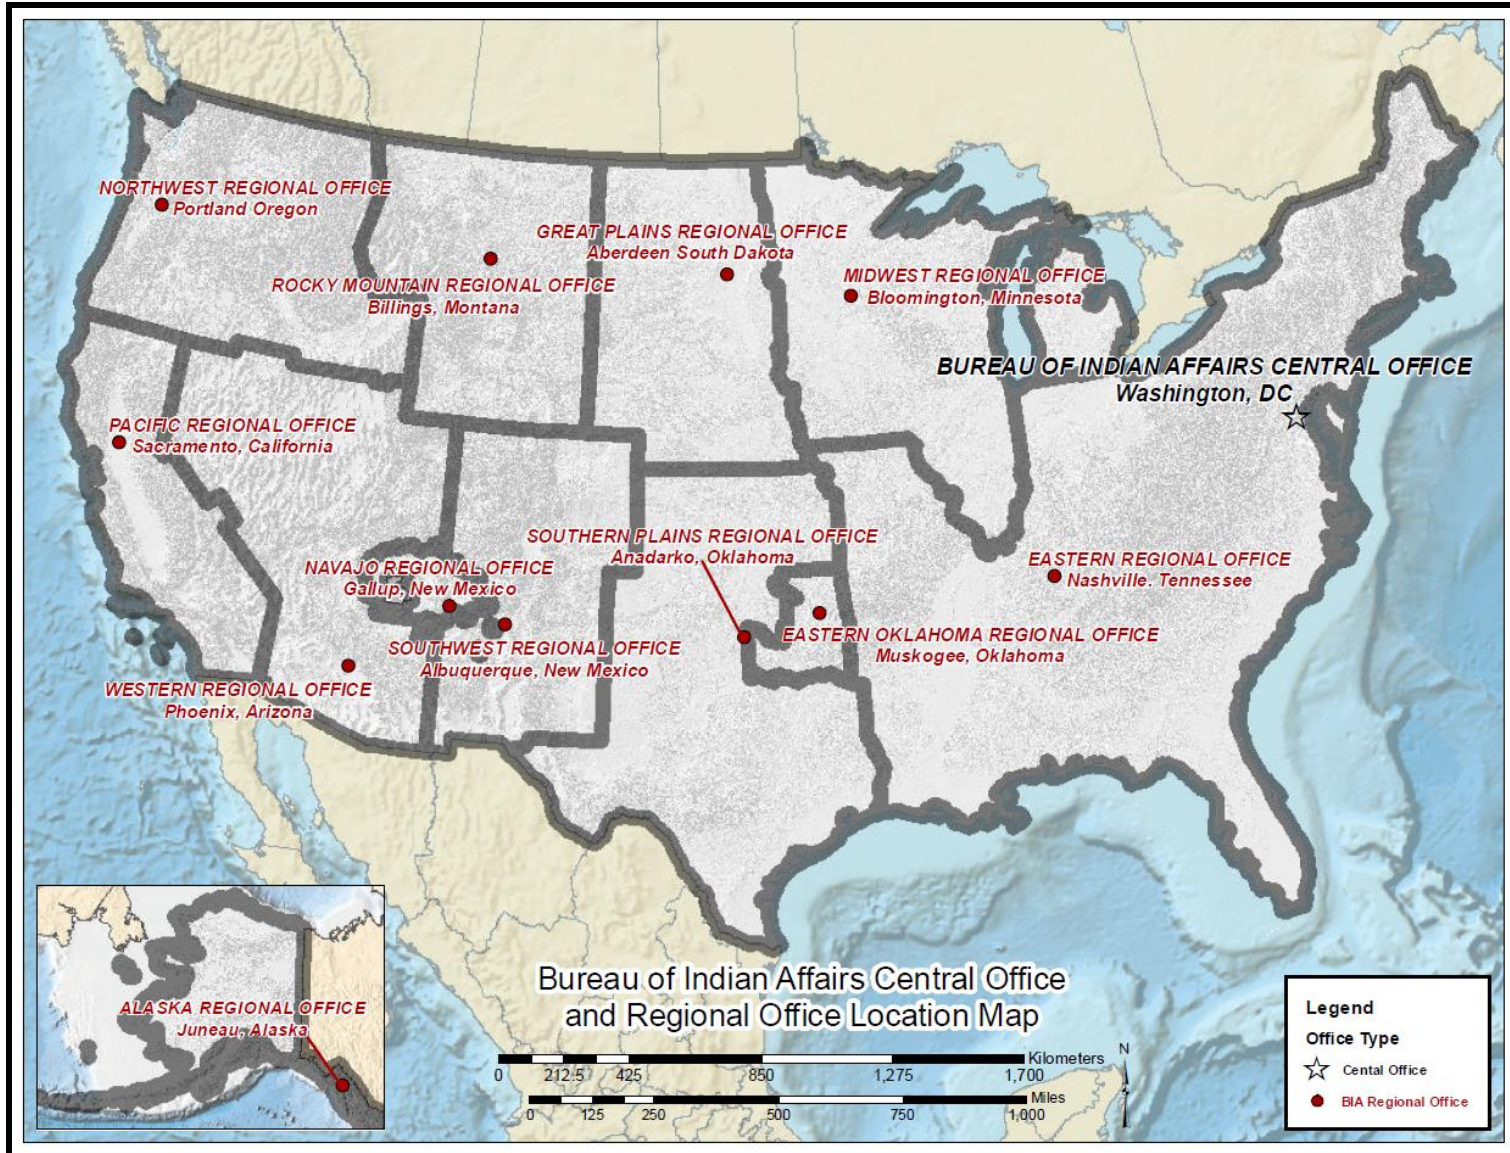 NORTHWEST REGIONAL OFFICE
Portland Oregon
GREAT PLAINS REGIONAL OFFICE
Aberdeen South Dakota
ROCKY MOUNTAIN REGIONAL OFFICE
Billings, Montana
MIDWEST REGIONAL OFFICE
Bloomington, Minnesota
BUREAU OF INDIAN AFFAIRS CENTRAL OFFICE
Washington, DC
PACIFIC REGIONAL OFFICE
Sacramento, California
SOUTHERN PLAINS REGIONAL OFFICE
Anadarko, Oklahoma
NAVAJO REGIONAL OFFICE
Gallup, New Mexico
EASTERN REGIONAL OFFICE
Nashville. Tennessee
EASTERN OKLAHOMA REGIONAL OFFICE
Muskogee, Oklahoma
SOUTHWEST REGIONAL OFFICE
Albuquerque, New Mexico
WESTERN REGIONAL OFFICE
Phoenix, Arizona
ALASKA REGIONAL OFFICE
Juneau, Alaska
Bureau of Indian Affairs Central Office
and Regional Office Location Map
Kilometers
0 212.5 425 850 1,275 1,700
Miles
0 125 250 500 750 1,000
N
Legend
Office Type
Cental Office
BIA Regional Office